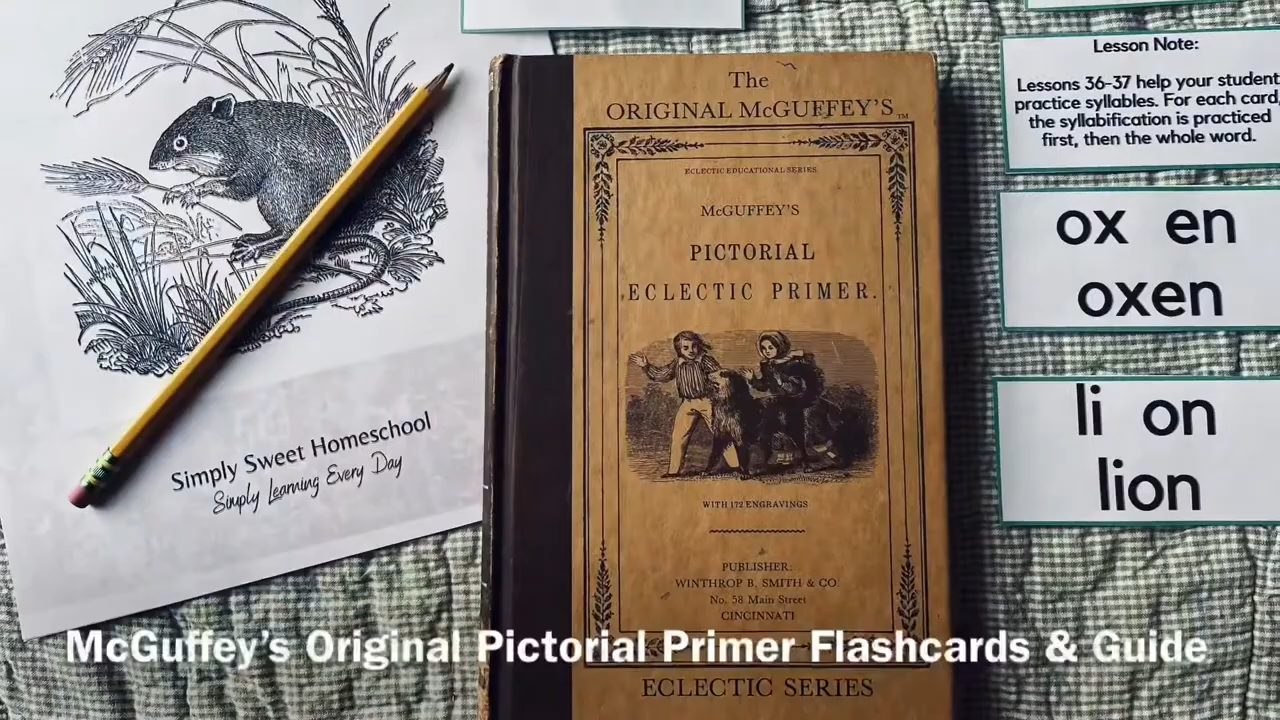 Simply Sweet Homeschool
Simply Learning Every Day
The
ORIGINAL McGUFFEY'S™
ECLECTIC EDUCATIONAL SERIES
McGUFFEY'S
PICTORIAL
ECLECTIC PRIMER.
WITH 172 ENGRAVINGS
PUBLISHER:
WINTHROP B. SMITH & CO.
No. 58 Main Street
CINCINNATI
ECLECTIC SERIES
Lesson Note:
Lessons 36-37 help your student
practice syllables. For each card,
the syllabification is practiced
first, then the whole word.
ox en
oxen
li on
lion
McGuffey's Original Pictorial Primer Flashcards & Guide